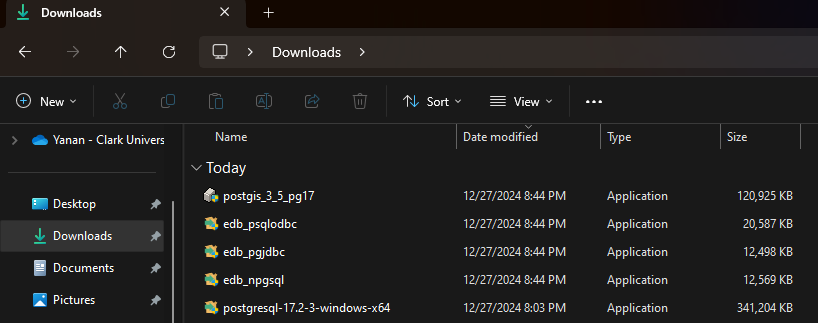 Downloads
Downloads
New Sort View
Yanan - Clark Univers Name Date modified Type Size
Today
Desktop postgis_3_5_pg17 12/27/2024 8:44 PM Application 120,925 KB
edb_psqlodbc 12/27/2024 8:44 PM Application 20,587 KB
Downloads edb_pgjdbc 12/27/2024 8:44 PM Application 12,498 KB
Documents edb_npgsql 12/27/2024 8:44 PM Application 12,569 KB
Pictures postgresql-17.2-3-windows-x64 12/27/2024 8:03 PM Application 341,204 KB